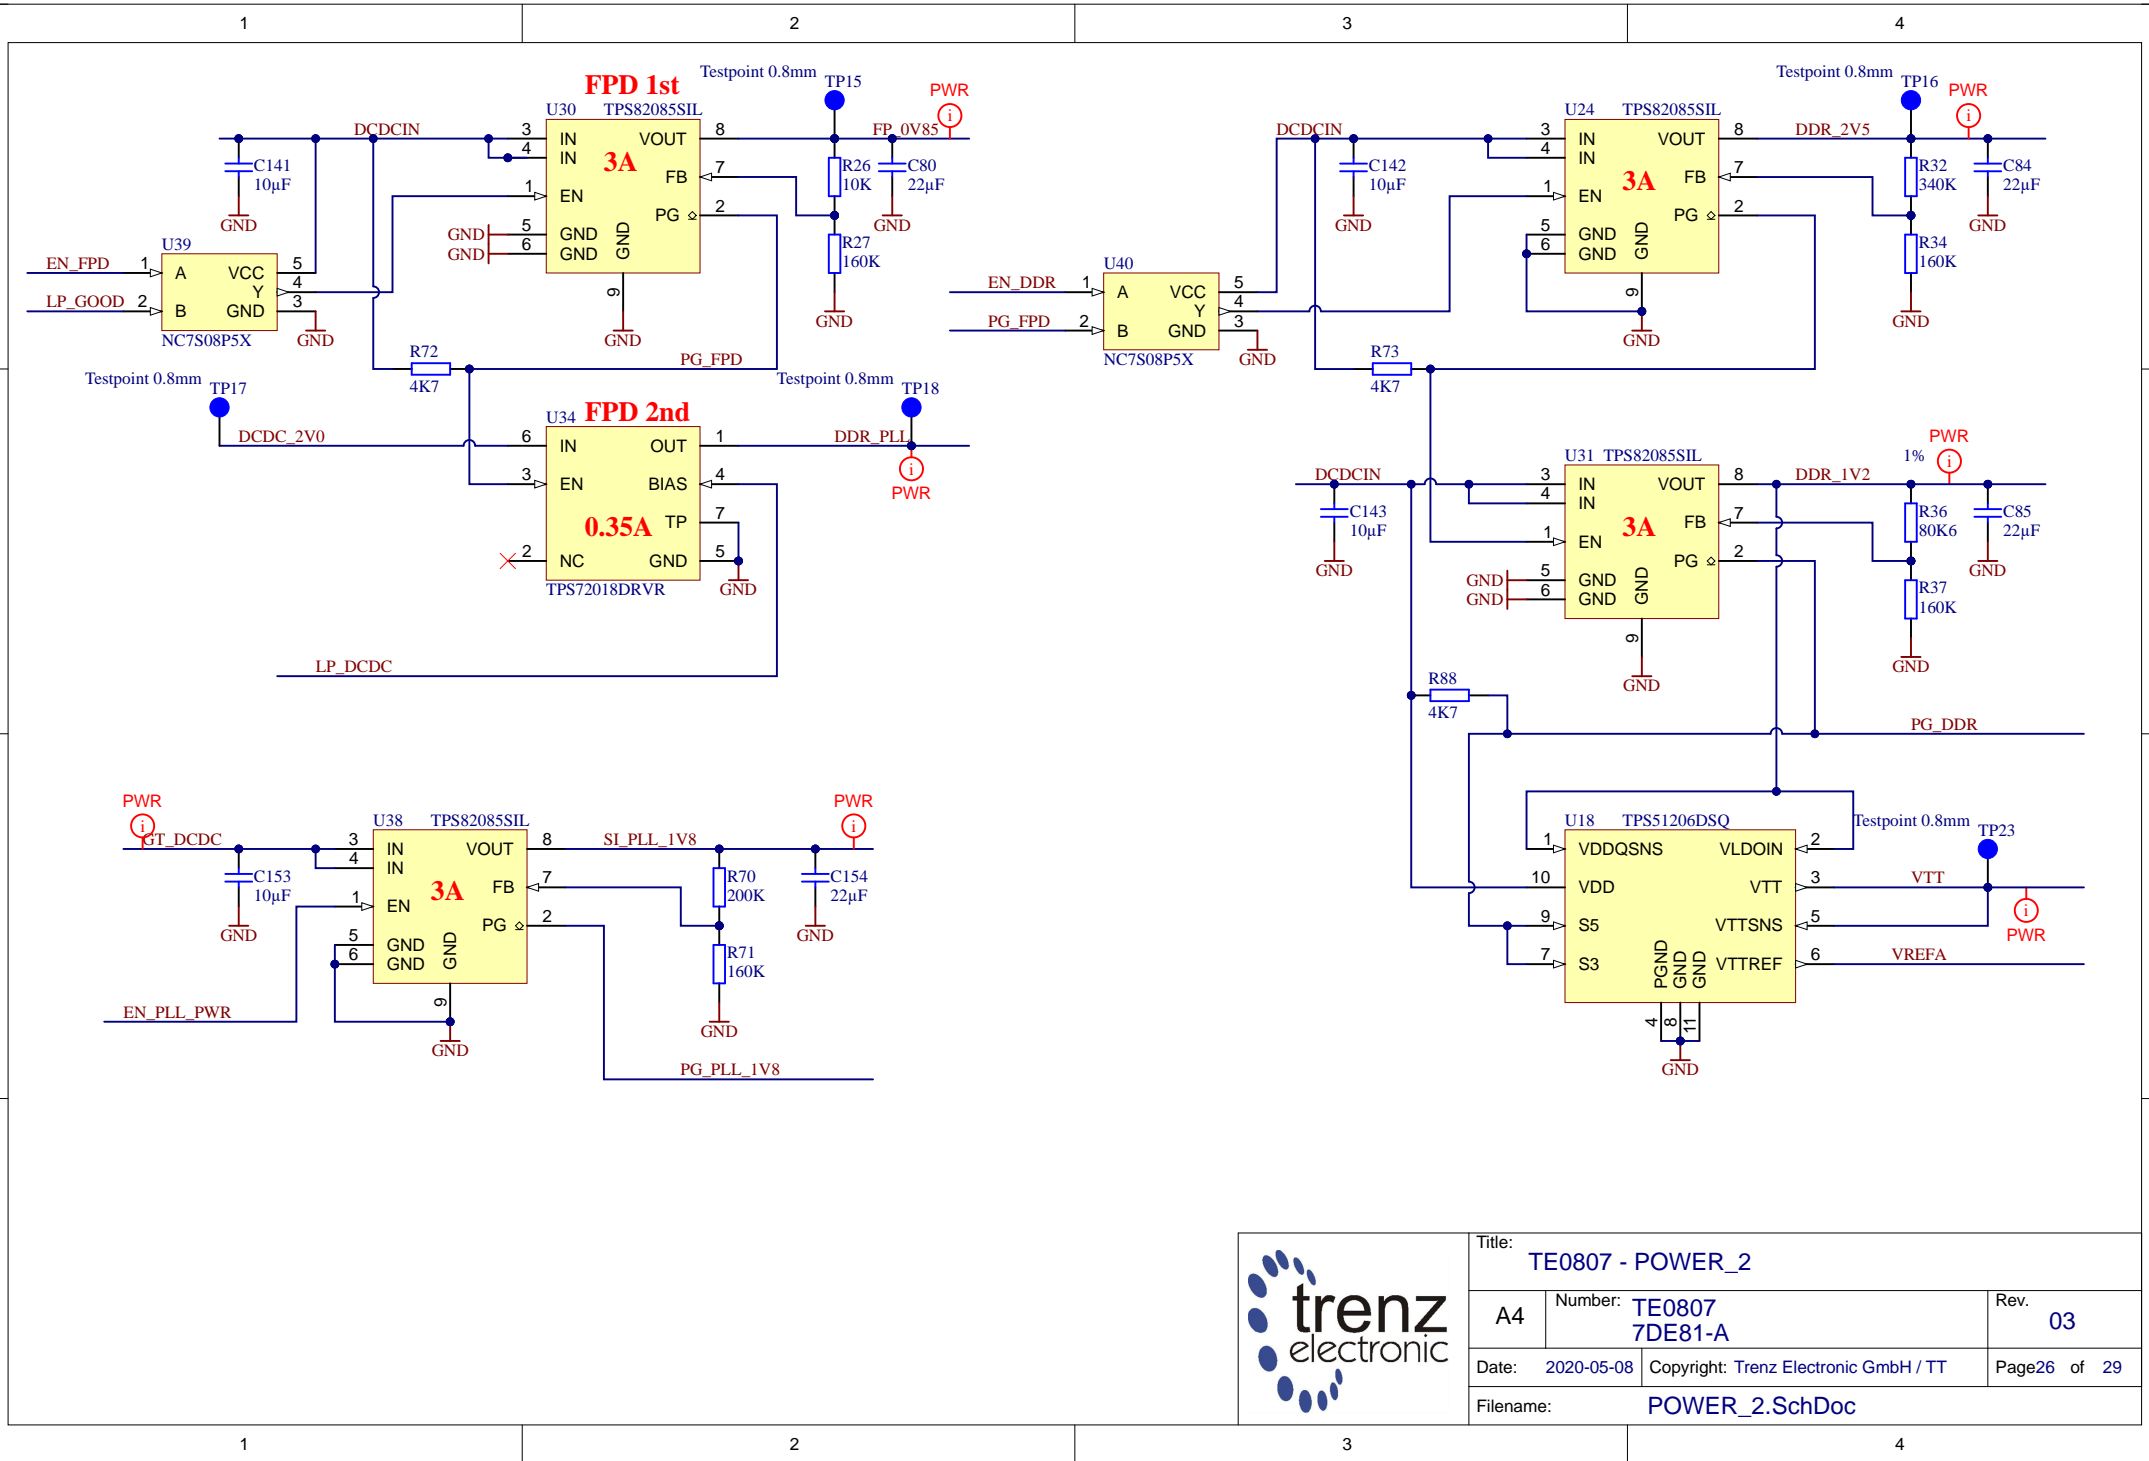 1 2 3 4
FPD 1st
Testpoint 0.8mm TP15
PWR
U30 TPS82085SIL
DCDCIN
3 IN VOUT 8
FP_0V85
4 IN
3A
FB 7
1 EN
PG 2
GND 5 GND
GND 6 GND
GND
9
GND
C141
10µF
GND
R26
10K
C80
22µF
GND
R27
160K
GND
U39
EN_FPD 1 A VCC 5
Y 4
LP_GOOD 2 B GND 3
NC7S08P5X
GND
R72
4K7
PG_FPD
Testpoint 0.8mm TP17
DCDC_2V0
FPD 2nd
U34
Testpoint 0.8mm TP18
6 IN OUT 1
DDR_PLL
PWR
3 EN BIAS 4
0.35A
TP 7
2 NC GND 5
TPS72018DRVR
GND
LP_DCDC
PWR
GT_DCDC
U38 TPS82085SIL
3 IN VOUT 8
SI_PLL_1V8
PWR
4 IN
3A
FB 7
1 EN
PG 2
5 GND
6 GND
GND
9
GND
C153
10µF
GND
R70
200K
C154
22µF
GND
R71
160K
GND
EN_PLL_PWR
PG_PLL_1V8
Testpoint 0.8mm TP16
PWR
U24 TPS82085SIL
DCDCIN
3 IN VOUT 8
DDR_2V5
4 IN
3A
FB 7
1 EN
PG 2
5 GND
6 GND
GND
9
GND
C142
10µF
GND
R32
340K
C84
22µF
GND
R34
160K
GND
U40
EN_DDR 1 A VCC 5
Y 4
PG_FPD 2 B GND 3
NC7S08P5X
GND
R73
4K7
PWR
1%
U31 TPS82085SIL
DCDCIN
3 IN VOUT 8
DDR_1V2
4 IN
3A
FB 7
1 EN
PG 2
GND 5 GND
GND 6 GND
GND
9
GND
C143
10µF
GND
R36
80K6
C85
22µF
GND
R37
160K
GND
R88
4K7
PG_DDR
U18 TPS51206DSQ
Testpoint 0.8mm TP23
1 VDDQSNS VLDOIN 2
10 VDD VTT 3
VTT
PWR
9 S5 VTTSNS 5
7 S3 VTTREF 6
VREFA
PGND GND GND
4 8 11
GND
trenz
electronic
Title:
TE0807 - POWER_2
A4
Number: TE0807
7DE81-A
Rev.
03
Date: 2020-05-08
Copyright: Trenz Electronic GmbH / TT
Page26 of 29
Filename: POWER_2.SchDoc
1 2 3 4